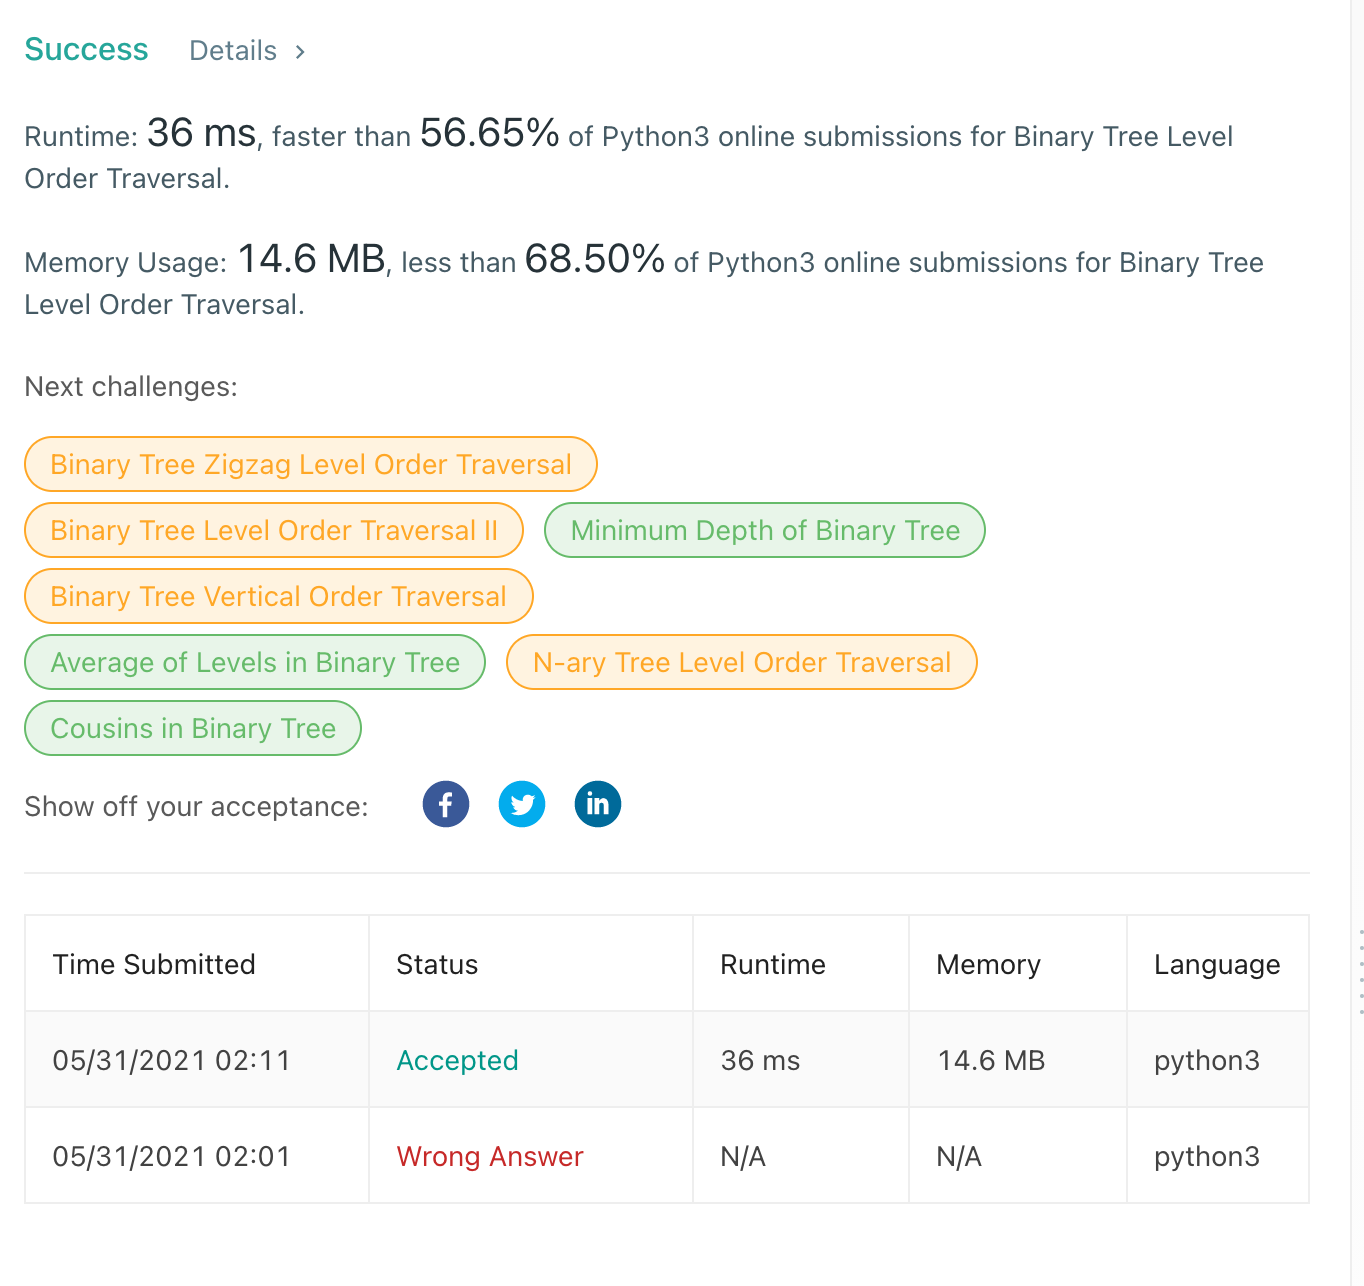 Success Details >
Runtime: 36 ms, faster than 56.65% of Python3 online submissions for Binary Tree Level
Order Traversal.
Memory Usage: 14.6 MB, less than 68.50% of Python3 online submissions for Binary Tree
Level Order Traversal.
Next challenges:
Binary Tree Zigzag Level Order Traversal
Binary Tree Level Order Traversal II Minimum Depth of Binary Tree
Binary Tree Vertical Order Traversal
Average of Levels in Binary Tree N-ary Tree Level Order Traversal
Cousins in Binary Tree
Show off your acceptance: f in
Time Submitted Status Runtime Memory Language
05/31/2021 02:11 Accepted 36 ms 14.6 MB python3
05/31/2021 02:01 Wrong Answer N/A N/A python3